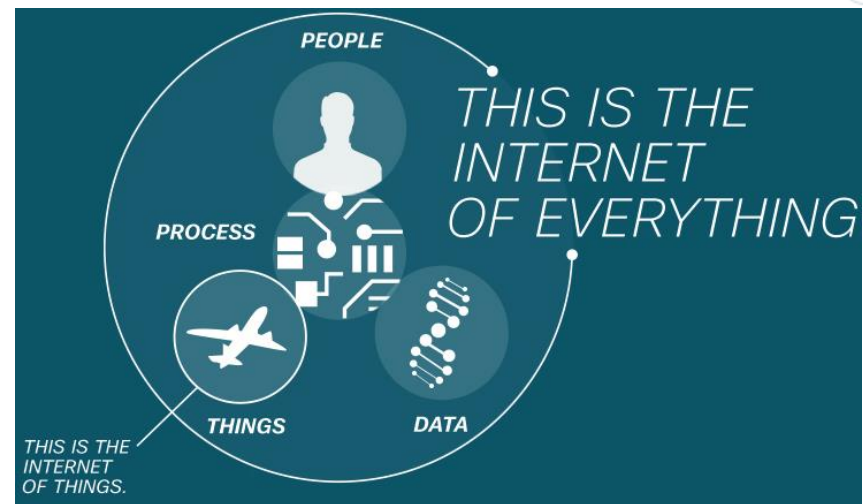 PEOPLE
THIS IS THE
INTERNET
OF EVERYTHING
PROCESS
THINGS
DATA
THIS IS THE
INTERNET
OF THINGS.